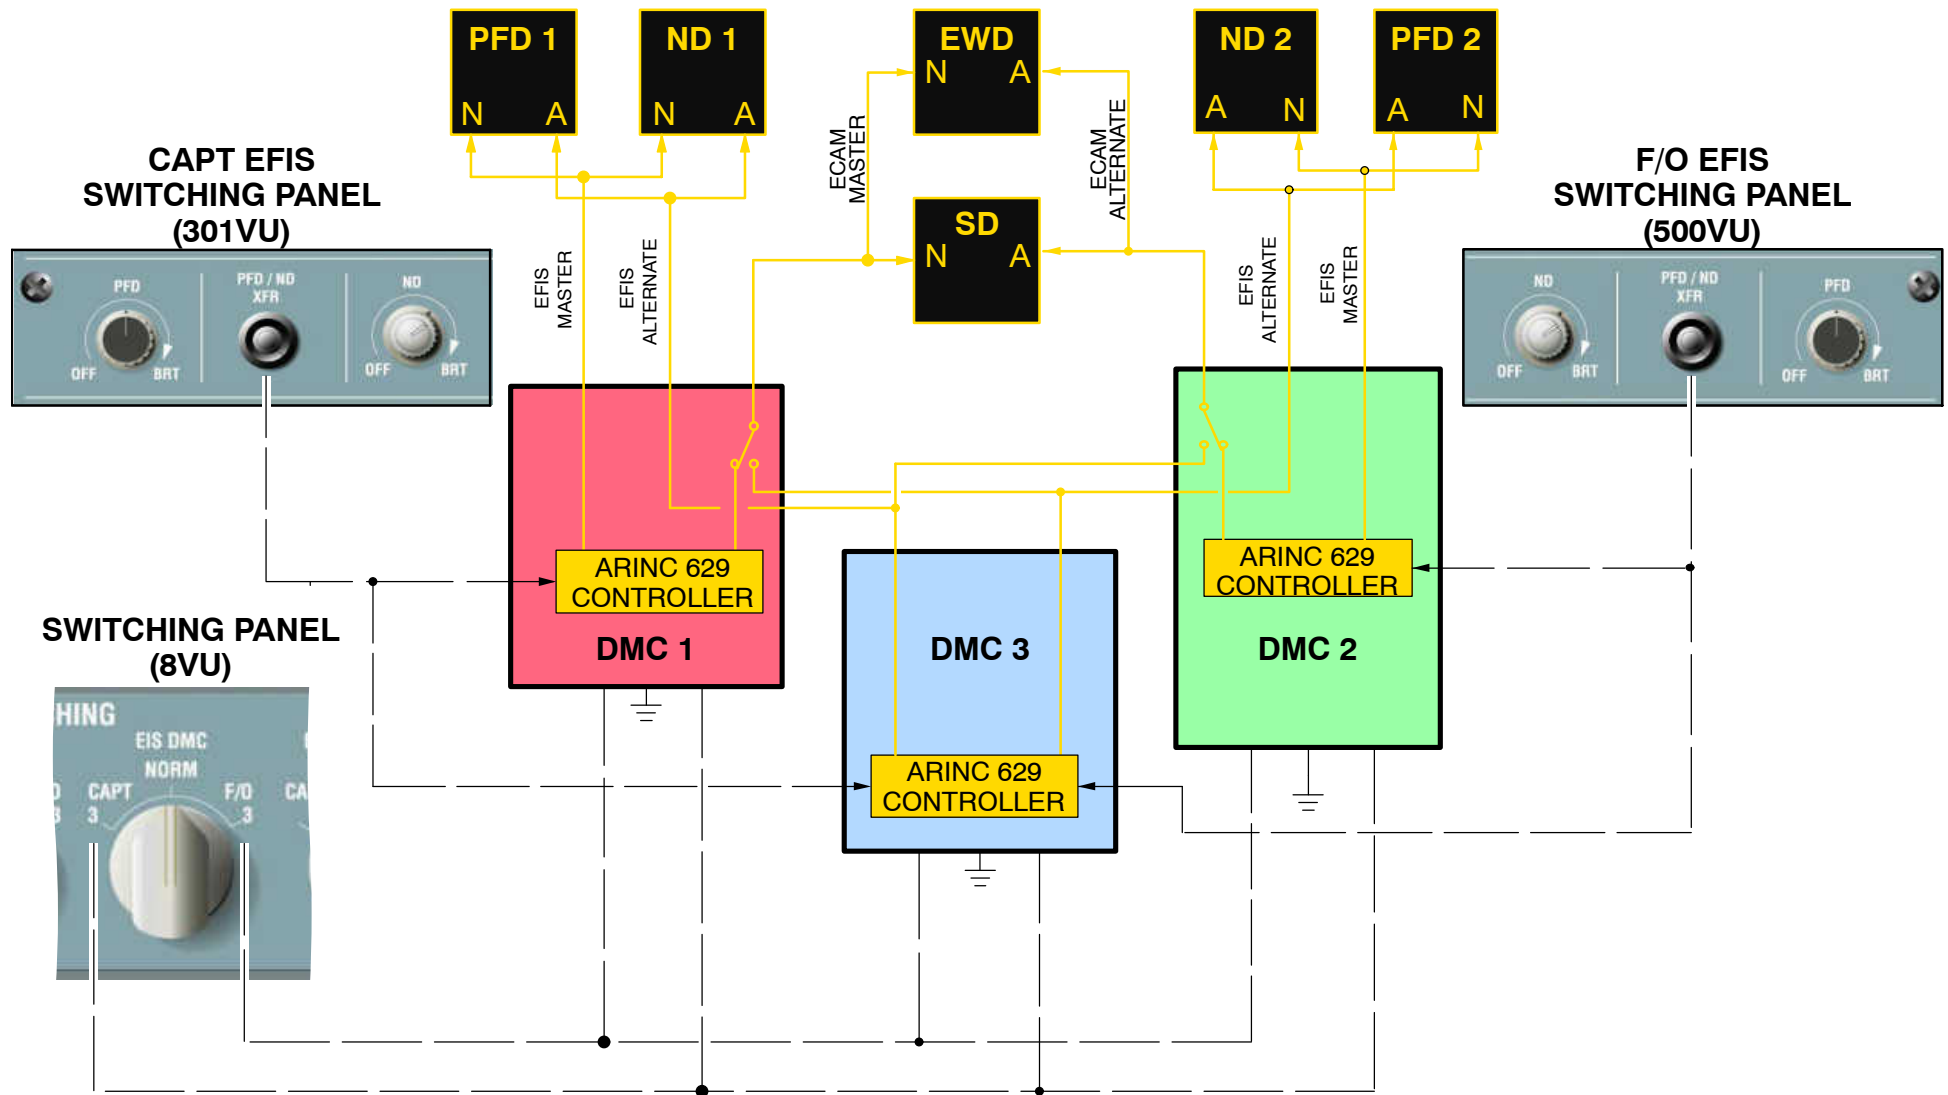 PFD 1
ND 1
EWD
ND 2
PFD 2
N A
N A
N A
A N
A N
CAPT EFIS
SWITCHING PANEL
(301VU)
PFD
OFF
BRT
PFD / ND
XFR
ND
OFF
BRT
EFIS
MASTER
EFIS
ALTERNATE
ECAM
MASTER
SD
N A
ECAM
ALTERNATE
EFIS
ALTERNATE
EFIS
MASTER
F/O EFIS
SWITCHING PANEL
(500VU)
ND
OFF
BRT
PFD / ND
XFR
PFD
OFF
BRT
ARINC 629
CONTROLLER
DMC 1
ARINC 629
CONTROLLER
DMC 3
ARINC 629
CONTROLLER
DMC 2
SWITCHING PANEL
(8VU)
HING
EIS DMC
NORM
CAPT
3
F/O
3
3
CA